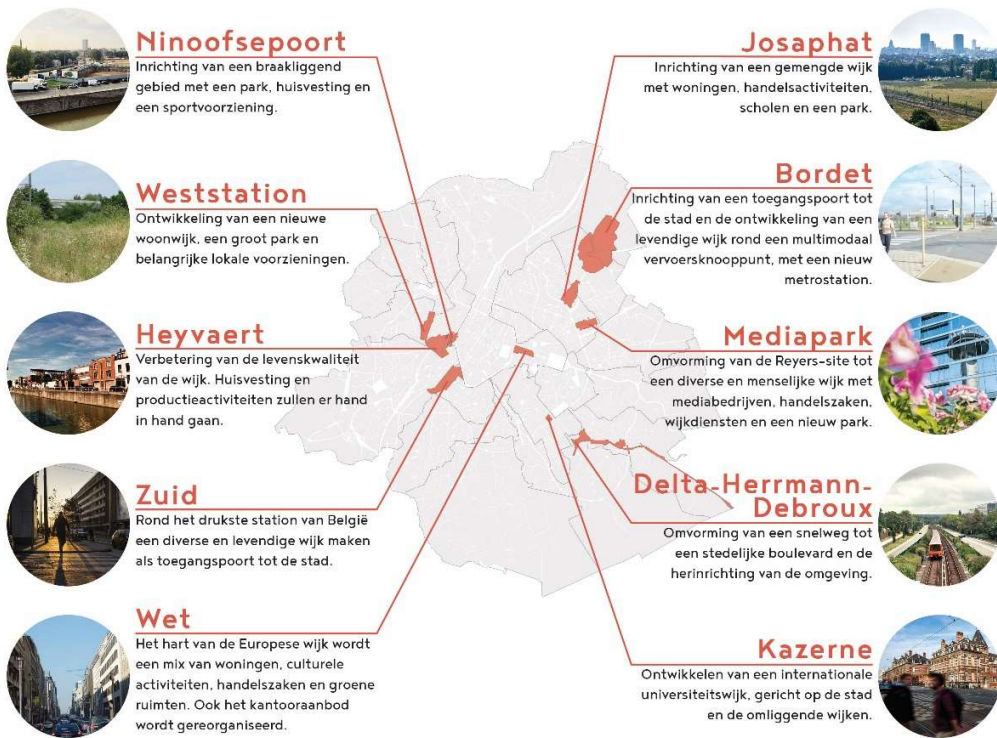 Ninoofsepoort
Inrichting van een braakliggend
gebied met een park, huisvesting en
een sportvoorziening.
Weststation
Ontwikkeling van een nieuwe
woonwijk, een groot park en
belangrijke lokale voorzieningen.
Heyvaert
Verbetering van de levenskwaliteit
van de wijk. Huisvesting en
productieactiviteiten zullen er hand
in hand gaan.
Zuid
Rond het drukste station van België
een diverse en levendige wijk maken
als toegangspoort tot de stad.
Wet
Het hart van de Europese wijk wordt
een mix van woningen, culturele
activiteiten, handelszaken en groene
ruimten. Ook het kantooraanbod
wordt gereorganiseerd.
Josaphat
Inrichting van een gemengde wijk
met woningen, handelsactiviteiten,
scholen en een park.
Bordet
Inrichting van een toegangspoort tot
de stad en de ontwikkeling van een
levendige wijk rond een multimodaal
vervoersknooppunt, met een nieuw
metrostation.
Mediapark
Omvorming van de Reyers-site tot
een diverse en menselijke wijk met
mediabedrijven, handelszaken,
wijkdiensten en een nieuw park.
Delta-Herrmann-
Debroux
Omvorming van een snelweg tot
een stedelijke boulevard en de
herinrichting van de omgeving.
Kazerne
Ontwikkelen van een internationale
universiteitswijk, gericht op de stad
en de omliggende wijken.